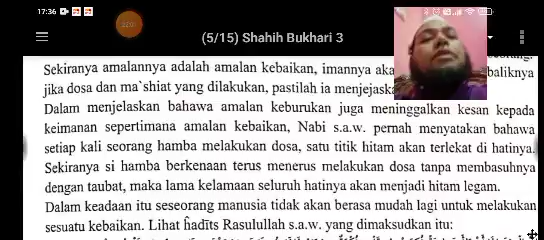 17:36
(5/15) Shahih Bukhari 3
Sekiranya amalannya adalah amalan kebaikan, imannya aka
baliknya
jika dosa dan ma`shiat yang dilakukan, pastilah ia menjejask
Dalam menjelaskan bahawa amalan keburukan juga meninggalkan kesan kepada
keimanan sepertimana amalan kebaikan, Nabi s.a.w. pernah menyatakan bahawa
setiap kali seorang hamba melakukan dosa, satu titik hitam akan terlekat di hatinya.
Sekiranya si hamba berkenaan terus menerus melakukan dosa tanpa membasuhnya
dengan taubat, maka lama kelamaan seluruh hatinya akan menjadi hitam legam.
Dalam keadaan itu seseorang manusia tidak akan berasa mudah lagi untuk melakukan
sesuatu kebaikan. Lihat ĥadîts Rasulullah s.a.w. yang dimaksudkan itu: